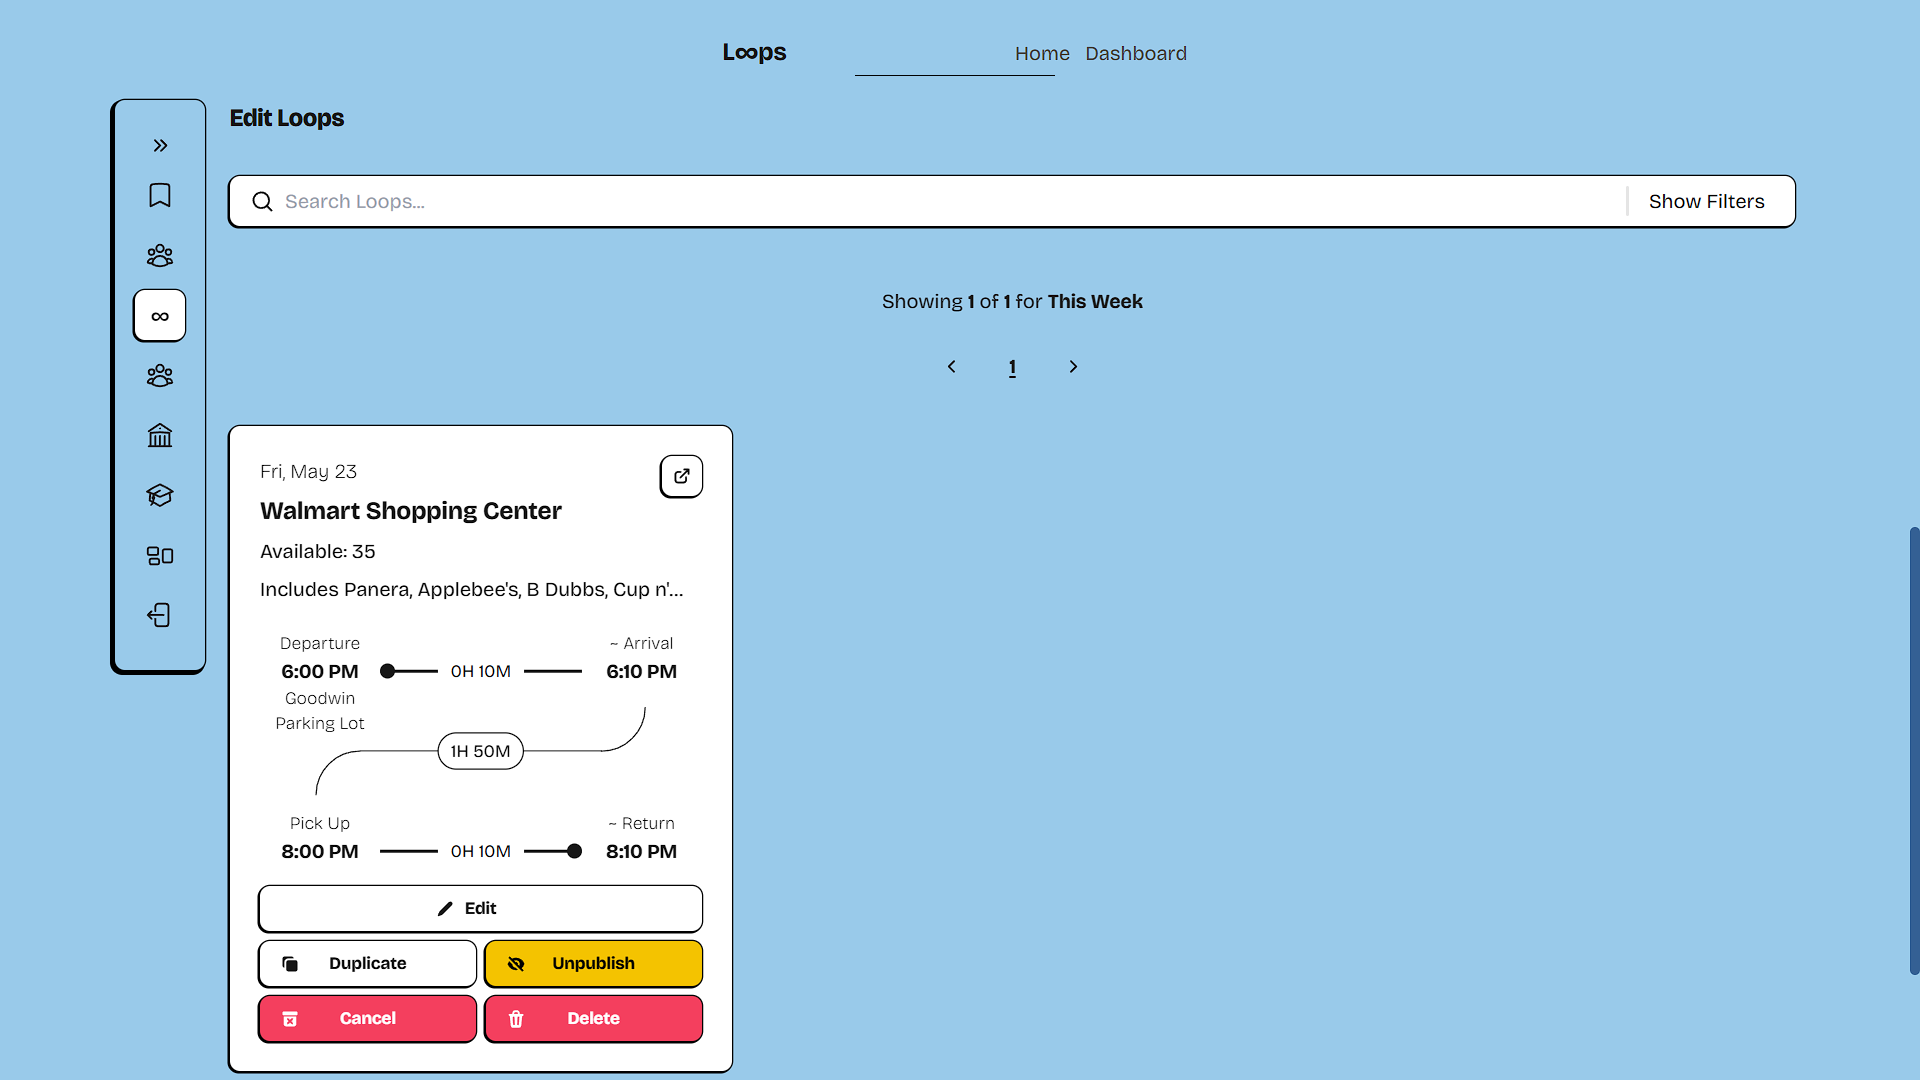 Loops
Home Dashboard
Edit Loops
Search Loops...
Show Filters
Showing 1 of 1 for This Week
1
Fri, May 23
Walmart Shopping Center
Available: 35
Includes Panera, Applebee's, B Dubbs, Cup n'...
Departure
~ Arrival
6:00 PM
0H 10M
6:10 PM
Goodwin
Parking Lot
1H 50M
Pick Up
~ Return
8:00 PM
0H 10M
8:10 PM
Edit
Duplicate
Unpublish
Cancel
Delete